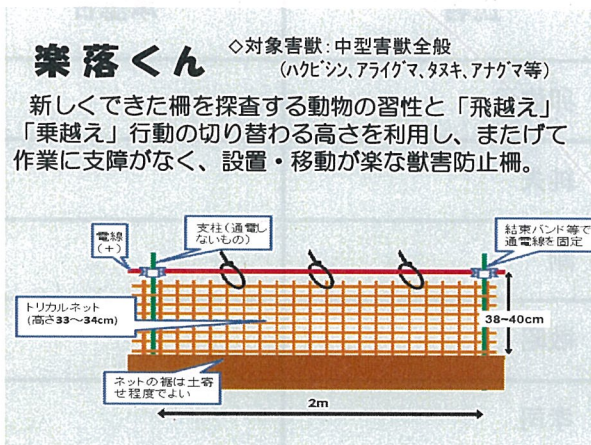 楽落くん
◇対象害獣:中型害獣全般
(ハクビシン、アライグマ、タヌキ、アナグマ等)
新しくできた柵を探査する動物の習性と「飛越え」
「乗越え」行動の切り替わる高さを利用し、またげて
作業に支障がなく、設置・移動が楽な獣害防止柵。
電線
(+)
支柱(通電し
ないもの)
結束バンド等で
通電線を固定
トリカルネット
(高さ33~34cm)
38~40cm
ネットの裾は土寄
せ程度でよい
2m